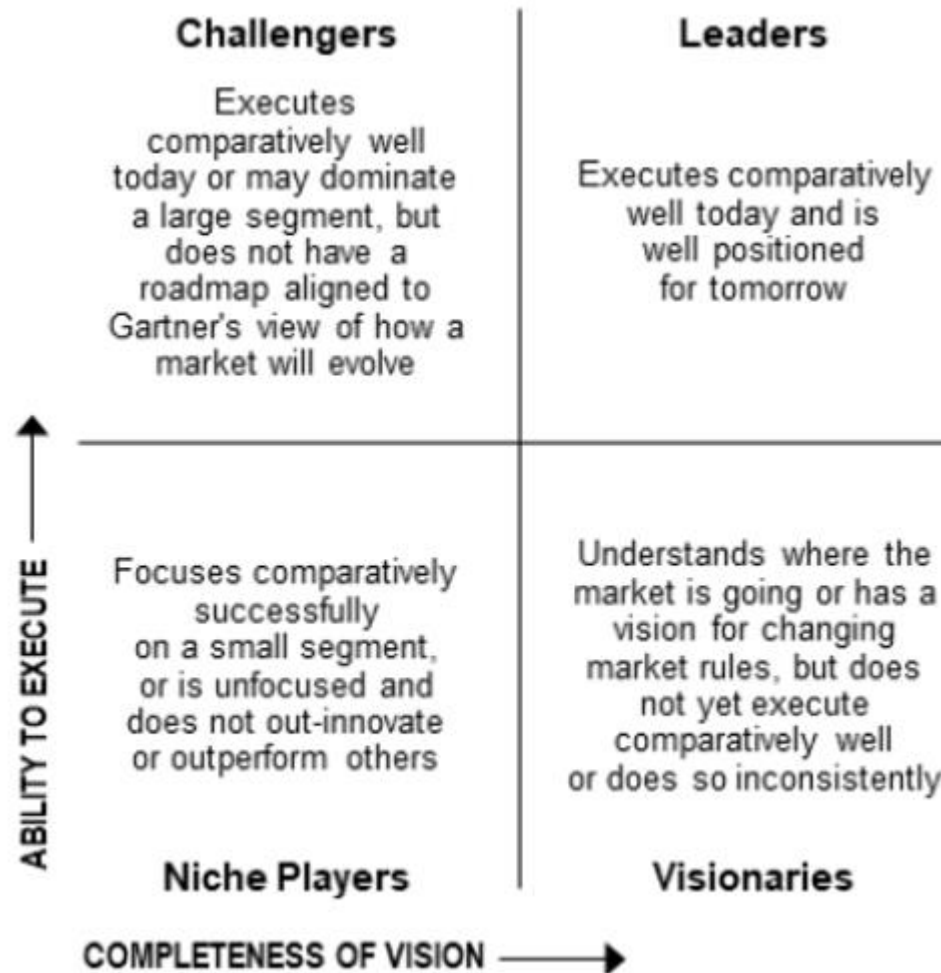 Challengers
Executes
comparatively well
today or may dominate
a large segment, but
does not have a
roadmap aligned to
Gartner's view of how a
market will evolve
Leaders
Executes comparatively
well today and is
well positioned
for tomorrow
ABILITY TO EXECUTE
Focuses comparatively
successfully
on a small segment,
or is unfocused and
does not out-innovate
or outperform others
Niche Players
Understands where the
market is going or has a
vision for changing
market rules, but does
not yet execute
comparatively well
or does so inconsistently
Visionaries
COMPLETENESS OF VISION